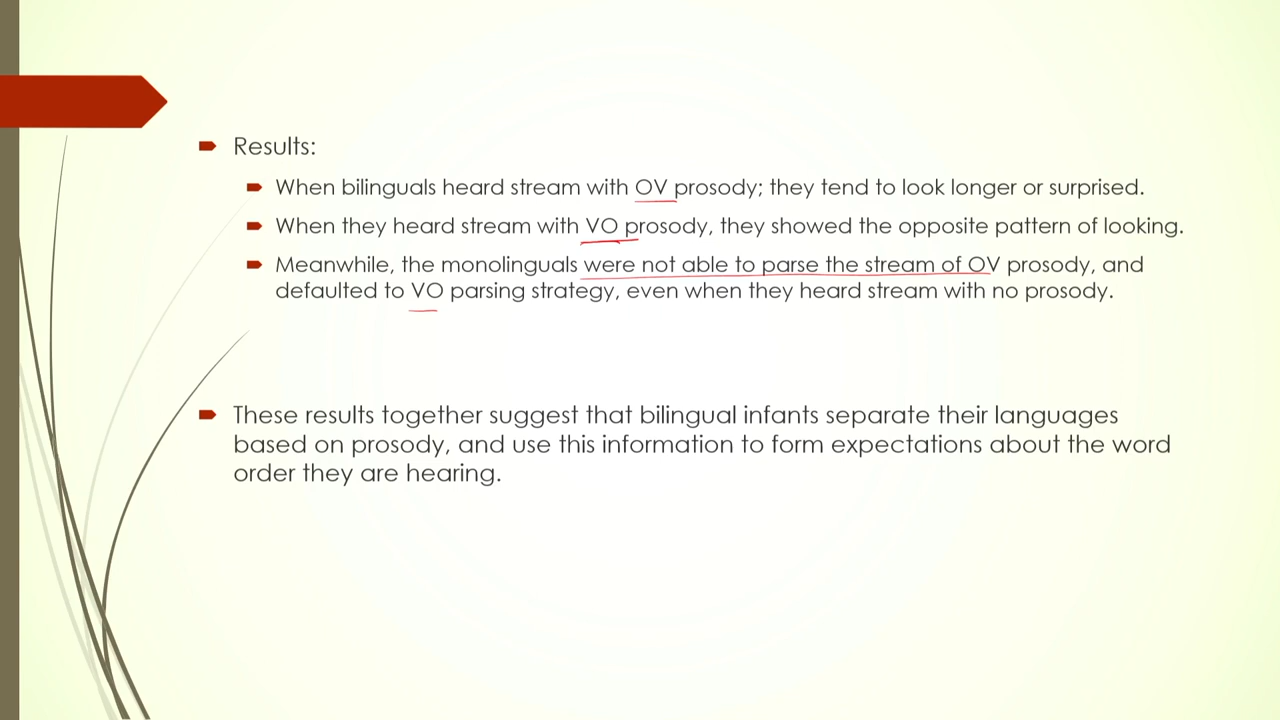 Results:
When bilinguals heard stream with OV prosody; they tend to look longer or surprised.
When they heard stream with VO prosody, they showed the opposite pattern of looking.
Meanwhile, the monolinguals were not able to parse the stream of OV prosody, and
defaulted to VO parsing strategy, even when they heard stream with no prosody.
These results together suggest that bilingual infants separate their languages
based on prosody, and use this information to form expectations about the word
order they are hearing.